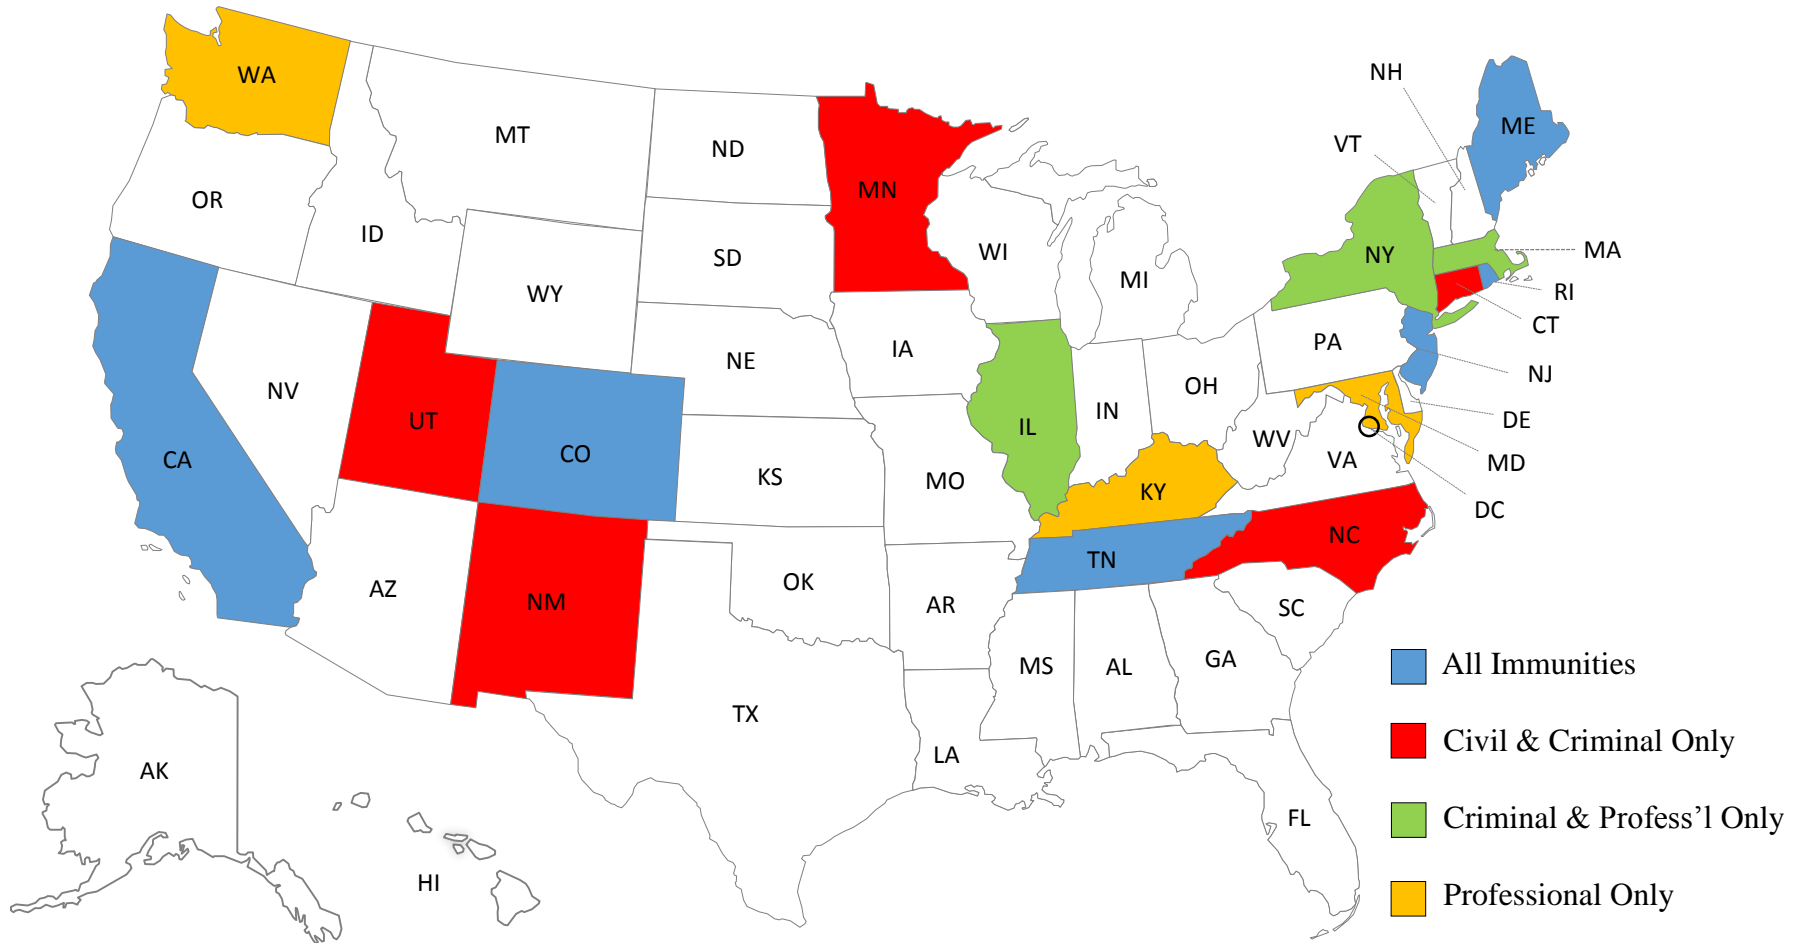 WA
MT
ND
MN
OR
ID
WY
SD
WI
MI
NH
ME
VT
NY
MA
RI
CT
NJ
PA
DE
MD
DC
NV
UT
CO
CA
NE
IA
IL
IN
OH
WV
VA
KS
MO
KY
NC
AZ
NM
OK
AR
TN
SC
MS
AL
GA
TX
LA
FL
AK
HI
All Immunities
Civil & Criminal Only
Criminal & Profess’l Only
Professional Only